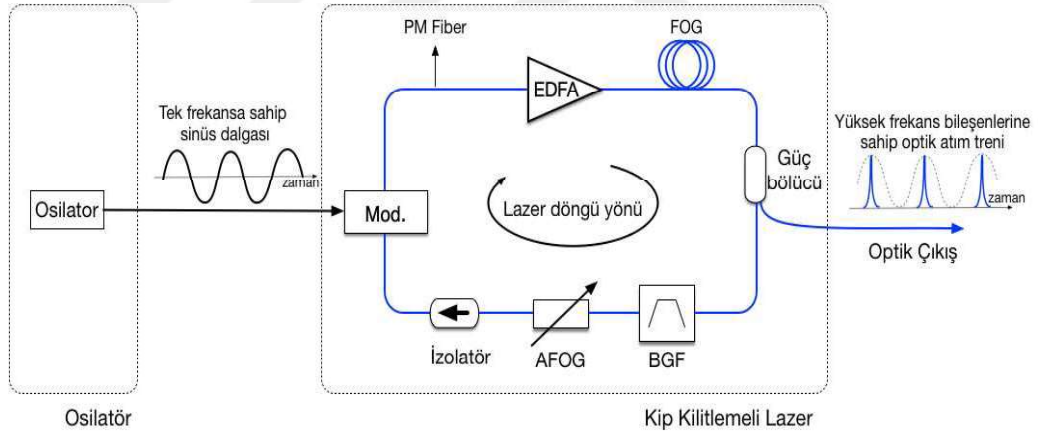 PM Fiber
FOG
EDFA
Tek frekansa sahip
sinüs dalgası
zaman
Osilator
Mod.
Lazer döngü yönü
Güç
bölücü
Yüksek frekans bileşenlerine
sahip optik atım treni
zaman
Optik Çıkış
İzolatör
AFOG
BGF
Osilatör
Kip Kilitlemeli Lazer